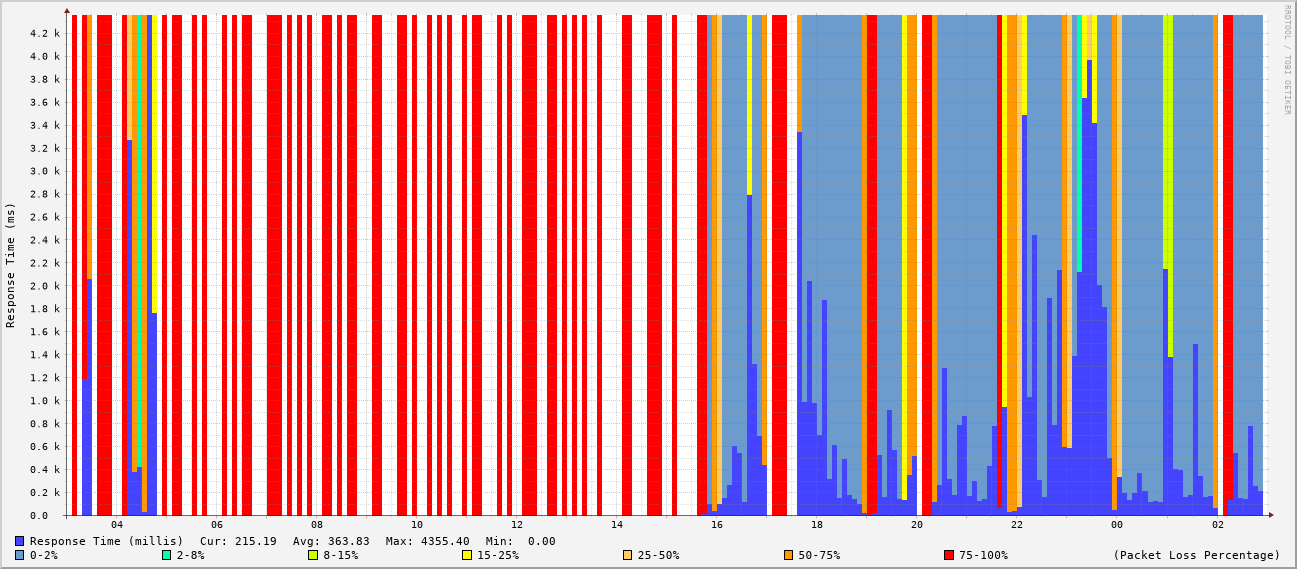 RRDTOOL / TOBI OETIKER
Response Time (ms)
4.2 k
4.0 k
3.8 k
3.6 k
3.4 k
3.2 k
3.0 k
2.8 k
2.6 k
2.4 k
2.2 k
2.0 k
1.8 k
1.6 k
1.4 k
1.2 k
1.0 k
0.8 k
0.6 k
0.4 k
0.2 k
0.0
04 06 08 10 12 14 16 18 20 22 00 02
Response Time (millis) Cur: 215.19 Avg: 363.83 Max: 4355.40 Min: 0.00
0-2% 2-8% 8-15% 15-25% 25-50% 50-75% 75-100% (Packet Loss Percentage)